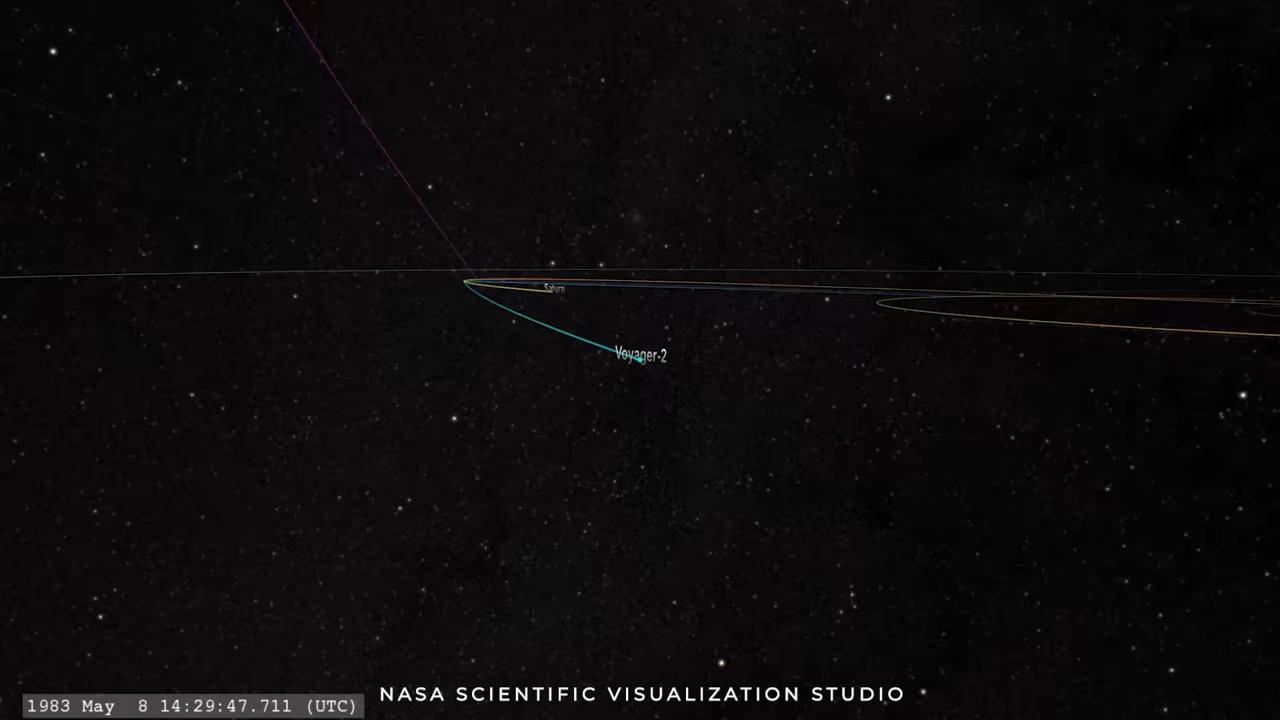 Saturn
Voyager-2
NASA SCIENTIFIC VISUALIZATION STUDIO
1983 May  8 14:29:47.711 (UTC)